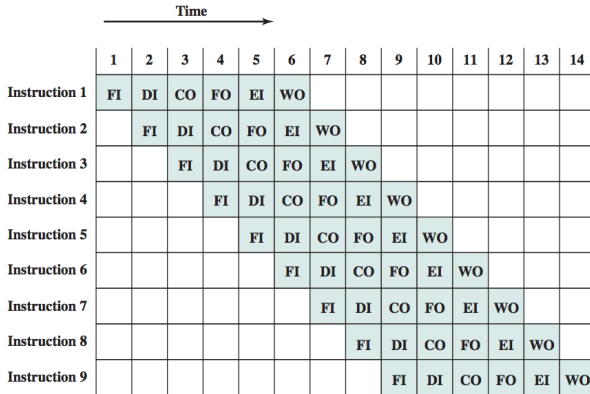 Time
1 2 3 4 5 6 7 8 9 10 11 12 13 14
Instruction 1 FI DI CO FO EI WO
Instruction 2 FI DI CO FO EI WO
Instruction 3 FI DI CO FO EI WO
Instruction 4 FI DI CO FO EI WO
Instruction 5 FI DI CO FO EI WO
Instruction 6 FI DI CO FO EI WO
Instruction 7 FI DI CO FO EI WO
Instruction 8 FI DI CO FO EI WO
Instruction 9 FI DI CO FO EI WO